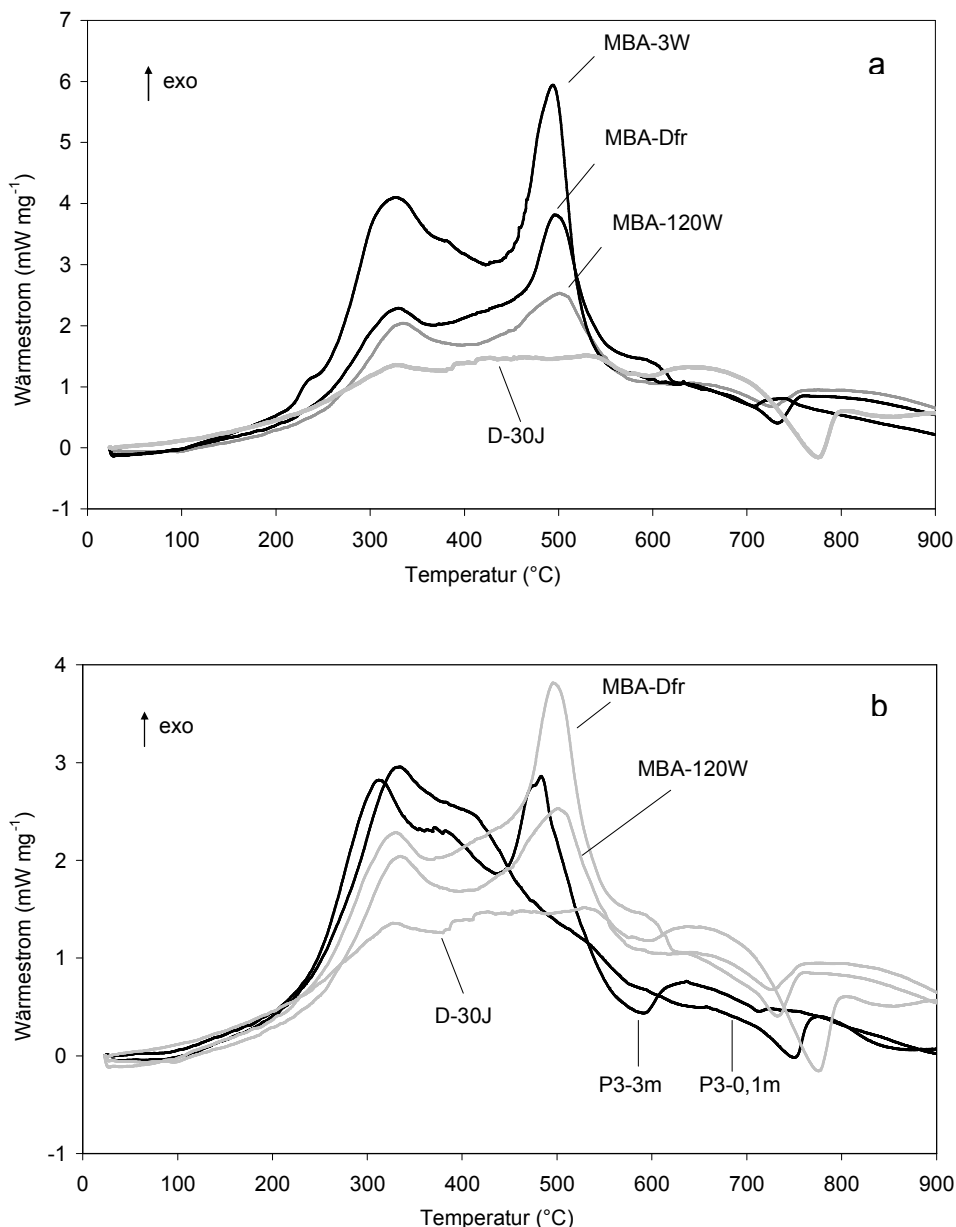 7
6
5
4
3
2
1
0
-1
Wärmestrom (mW mg-1)
exo
a
MBA-3W
MBA-Dfr
MBA-120W
D-30J
0 100 200 300 400 500 600 700 800 900
Temperatur (°C)
4
3
2
1
0
-1
Wärmestrom (mW mg-1)
exo
b
MBA-Dfr
MBA-120W
D-30J
P3-3m P3-0,1m
0 100 200 300 400 500 600 700 800 900
Temperatur (°C)